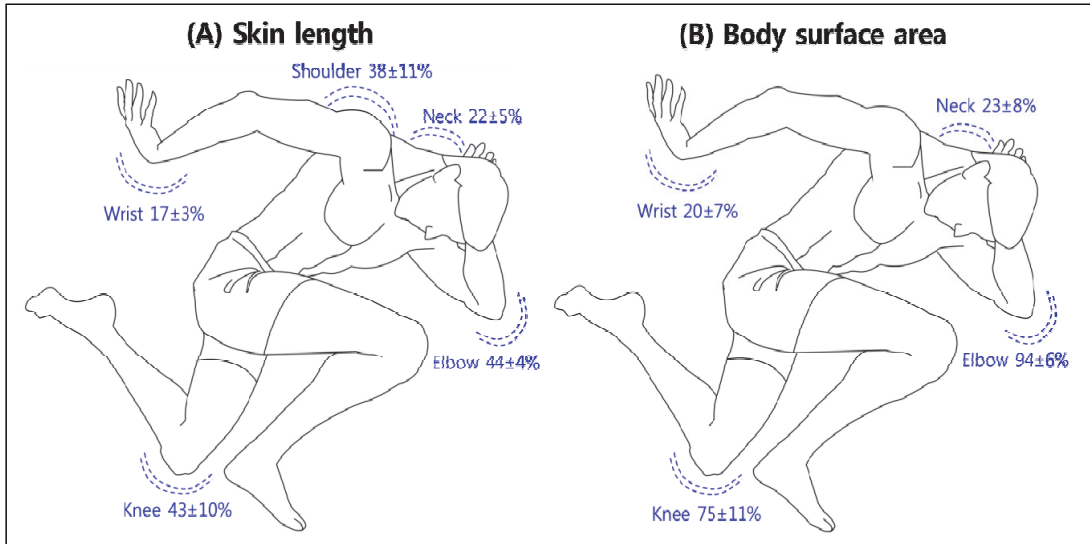 (A) Skin length
Shoulder 38±11%
Neck 22±5%
Wrist 17±3%
Elbow 44±4%
Knee 43±10%
(B) Body surface area
Neck 23±8%
Wrist 20±7%
Elbow 94±6%
Knee 75±11%